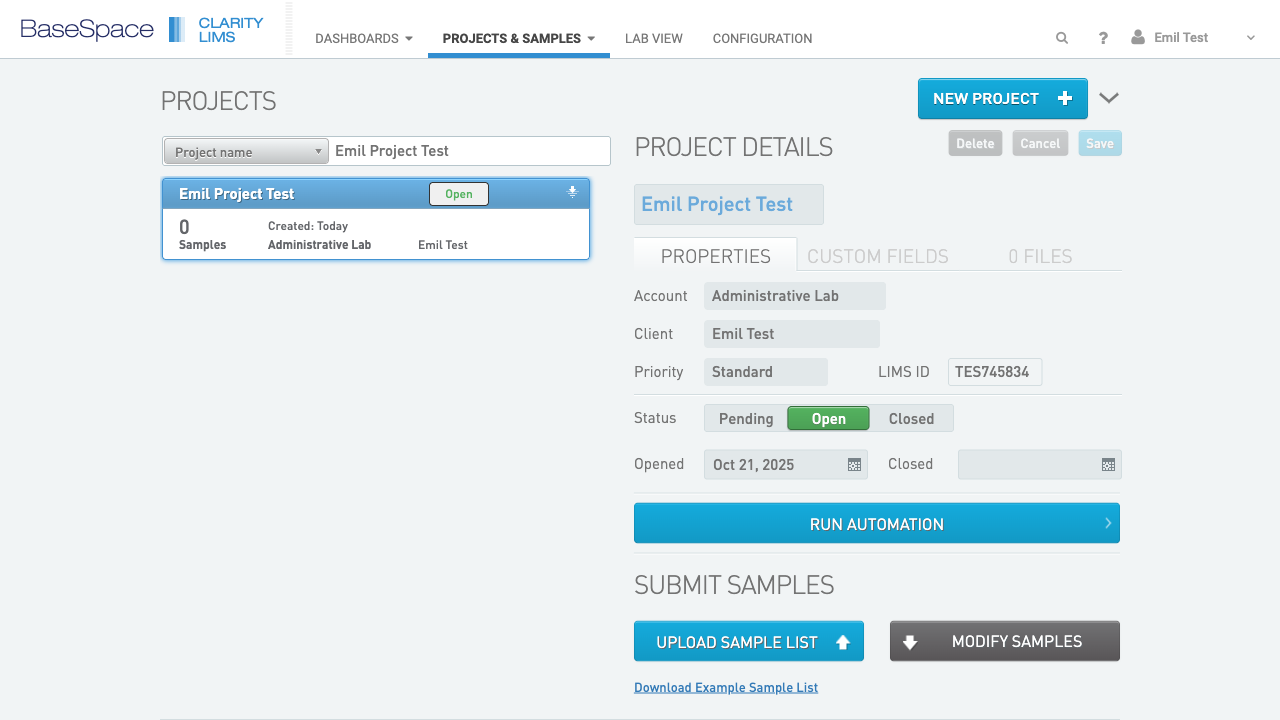 BaseSpace CLARITY LIMS
DASHBOARDS
PROJECTS & SAMPLES
LAB VIEW
CONFIGURATION
?
Emil Test
PROJECTS
NEW PROJECT
Project name
Emil Project Test
Emil Project Test
Open
0
Samples
Created: Today
Administrative Lab
Emil Test
PROJECT DETAILS
Delete
Cancel
Save
Emil Project Test
PROPERTIES
CUSTOM FIELDS
0 FILES
Account Administrative Lab
Client Emil Test
Priority Standard LIMS ID TES745834
Status Pending Open Closed
Opened Oct 21, 2025 Closed
RUN AUTOMATION
SUBMIT SAMPLES
UPLOAD SAMPLE LIST
MODIFY SAMPLES
Download Example Sample List